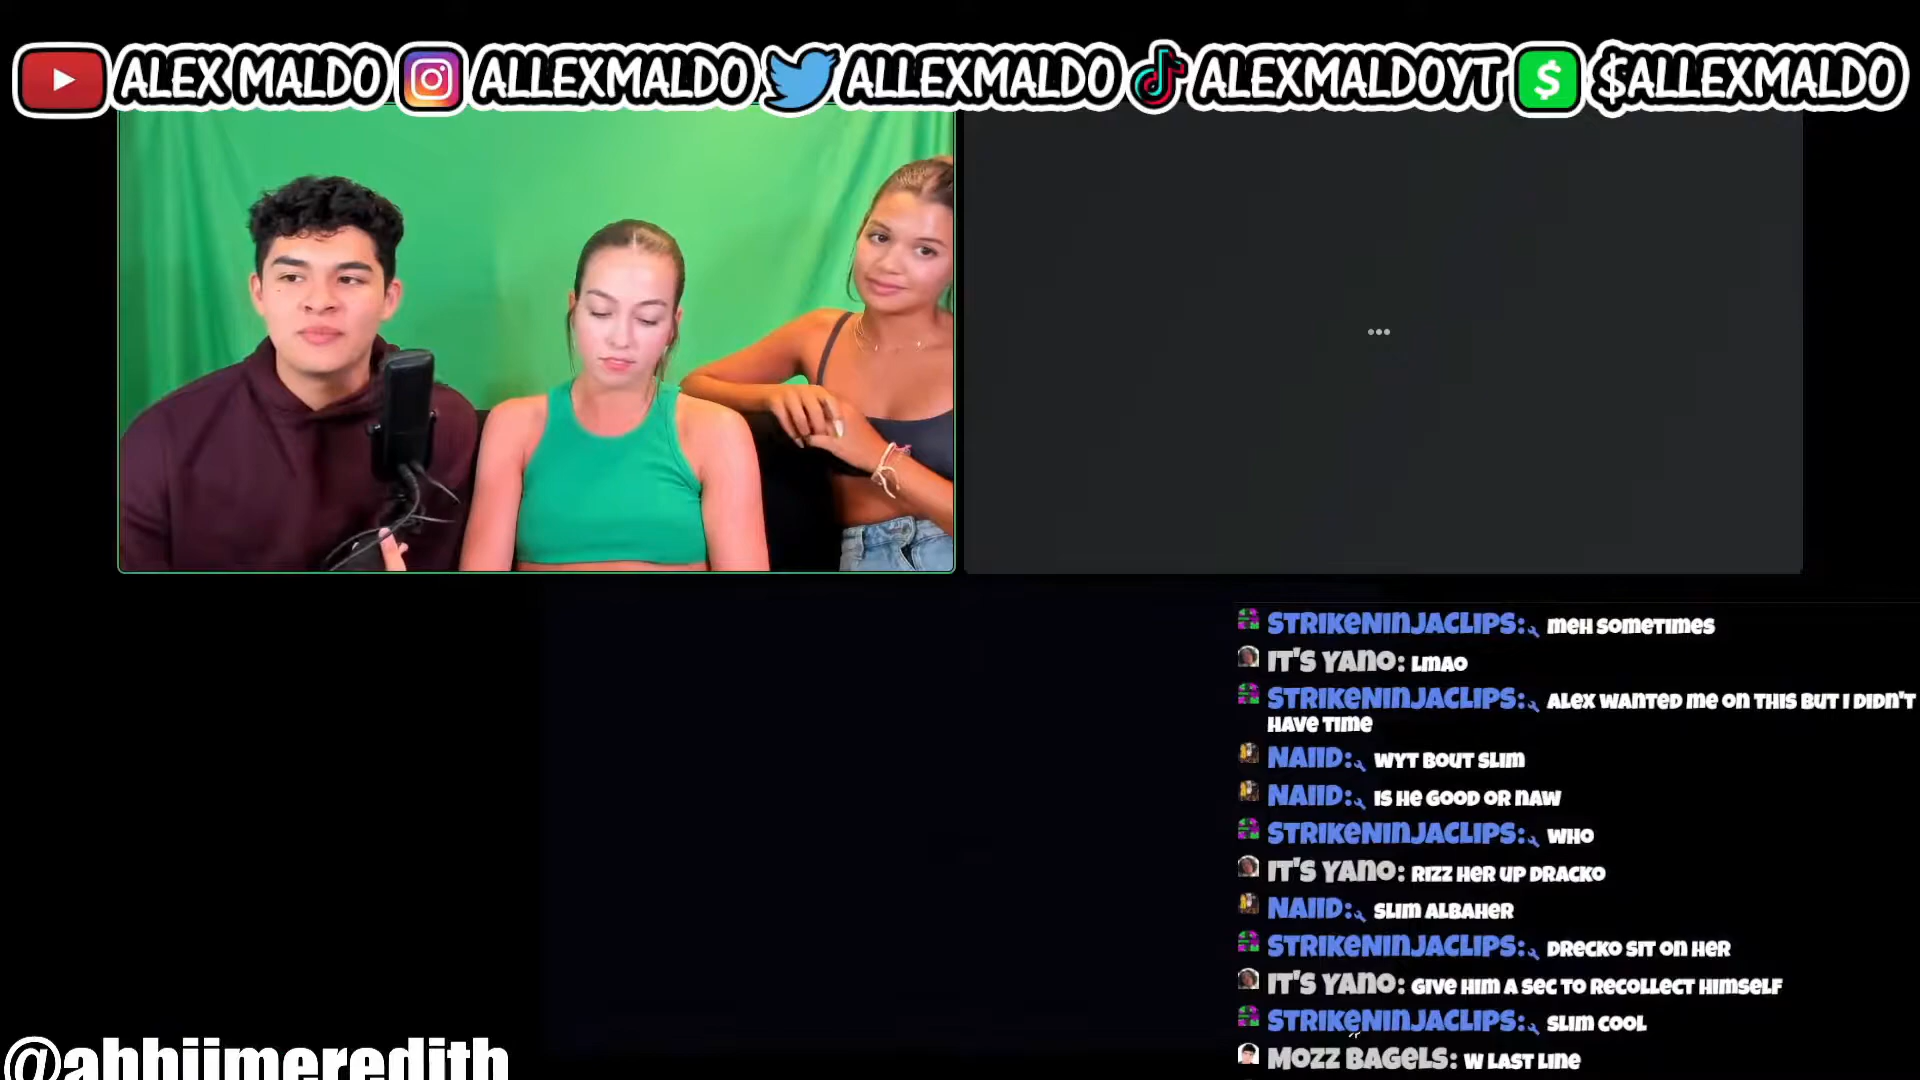 ALEX MALDO ALLEXMALDO ALLEXMALDO ALEXMALDOYT $ $ALLEXMALDO
STRIKENINJACLIPS: MEH SOMETIMES
IT'S YANO: LMAO
STRIKENINJACLIPS: ALEX WANTED ME ON THIS BUT I DIDN'T
HAVE TIME
NAIID: WYT BOUT SLIM
NAIID: IS HE GOOD OR NAW
STRIKENINJACLIPS: WHO
IT'S YANO: RIZZ HER UP DRACKO
NAIID: SLIM ALBAHER
STRIKENINJACLIPS: DRECKO SIT ON HER
IT'S YANO: GIVE HIM A SEC TO RECOLLECT HIMSELF
STRIKENINJACLIPS: SLIM COOL
MOZZ BAGELS: W LAST LINE
@abbiimeredith